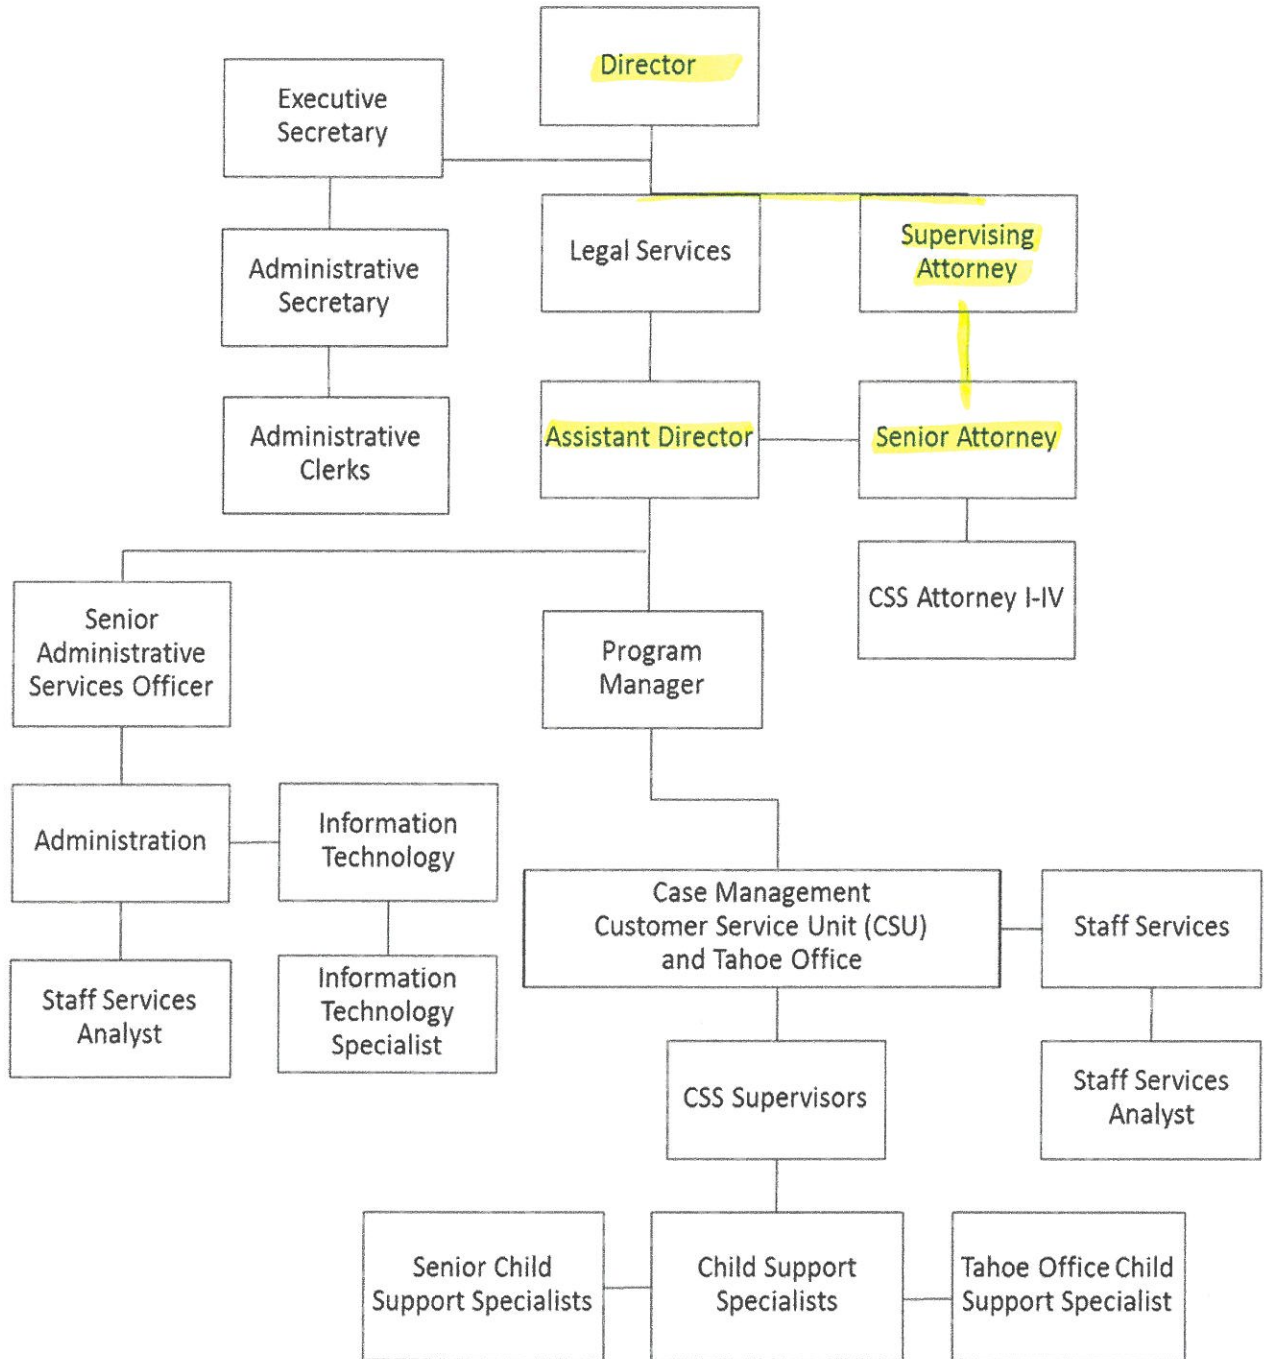 Director
Executive
Secretary
Legal Services
Supervising
Attorney
Administrative
Secretary
Assistant Director
Senior Attorney
Administrative
Clerks
CSS Attorney I-IV
Senior
Administrative
Services Officer
Program
Manager
Administration
Information
Technology
Case Management
Customer Service Unit (CSU)
and Tahoe Office
Staff Services
Staff Services
Analyst
Information
Technology
Specialist
CSS Supervisors
Staff Services
Analyst
Senior Child
Support Specialists
Child Support
Specialists
Tahoe Office Child
Support Specialist